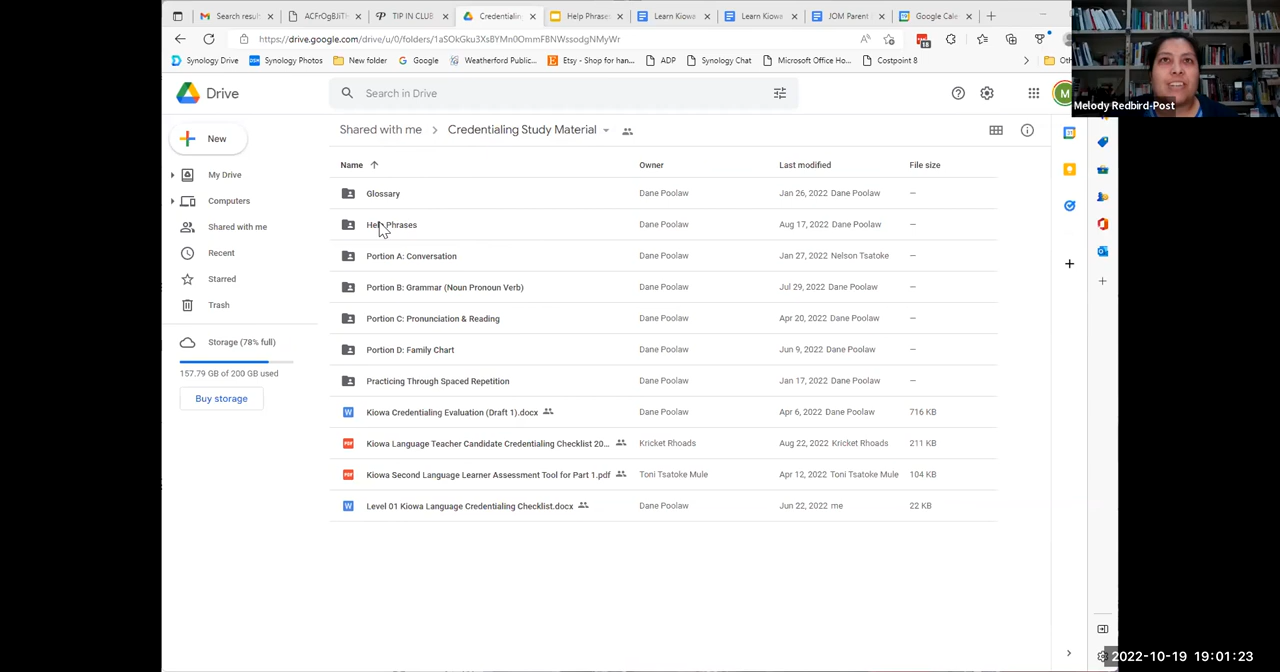 Search resul
ACFrOgBJiTh
TIP IN CLUB
Credentialing
Help Phrases
Learn Kiowa
Learn Kiowa
JOM Parent
Google Cale
https://drive.google.com/drive/u/0/folders/1aSOkGku3XsBYMn0OmmFBNWssodgNMyWr
Synology Drive
Synology Photos
New folder
Google
Weatherford Public...
Etsy - Shop for han...
ADP
Synology Chat
Microsoft Office Ho...
Costpoint 8
Drive
Search in Drive
M
Melody Redbird-Post
New
My Drive
Computers
Shared with me
Recent
Starred
Trash
Storage (78% full)
157.79 GB of 200 GB used
Buy storage
Shared with me > Credentialing Study Material
Name Owner Last modified File size
Glossary Dane Poolaw Jan 26, 2022 Dane Poolaw –
Help Phrases Dane Poolaw Aug 17, 2022 Dane Poolaw –
Portion A: Conversation Dane Poolaw Jan 27, 2022 Nelson Tsatoke –
Portion B: Grammar (Noun Pronoun Verb) Dane Poolaw Jul 29, 2022 Dane Poolaw –
Portion C: Pronunciation & Reading Dane Poolaw Apr 20, 2022 Dane Poolaw –
Portion D: Family Chart Dane Poolaw Jun 9, 2022 Dane Poolaw –
Practicing Through Spaced Repetition Dane Poolaw Jan 17, 2022 Dane Poolaw –
Kiowa Credentialing Evaluation (Draft 1).docx Dane Poolaw Apr 6, 2022 Dane Poolaw 716 KB
Kiowa Language Teacher Candidate Credentialing Checklist 20... Kricket Rhoads Aug 22, 2022 Kricket Rhoads 211 KB
Kiowa Second Language Learner Assessment Tool for Part 1.pdf Toni Tsatoke Mule Apr 12, 2022 Toni Tsatoke Mule 104 KB
Level 01 Kiowa Language Credentialing Checklist.docx Dane Poolaw Jun 22, 2022 me 22 KB
2022-10-19 19:01:23